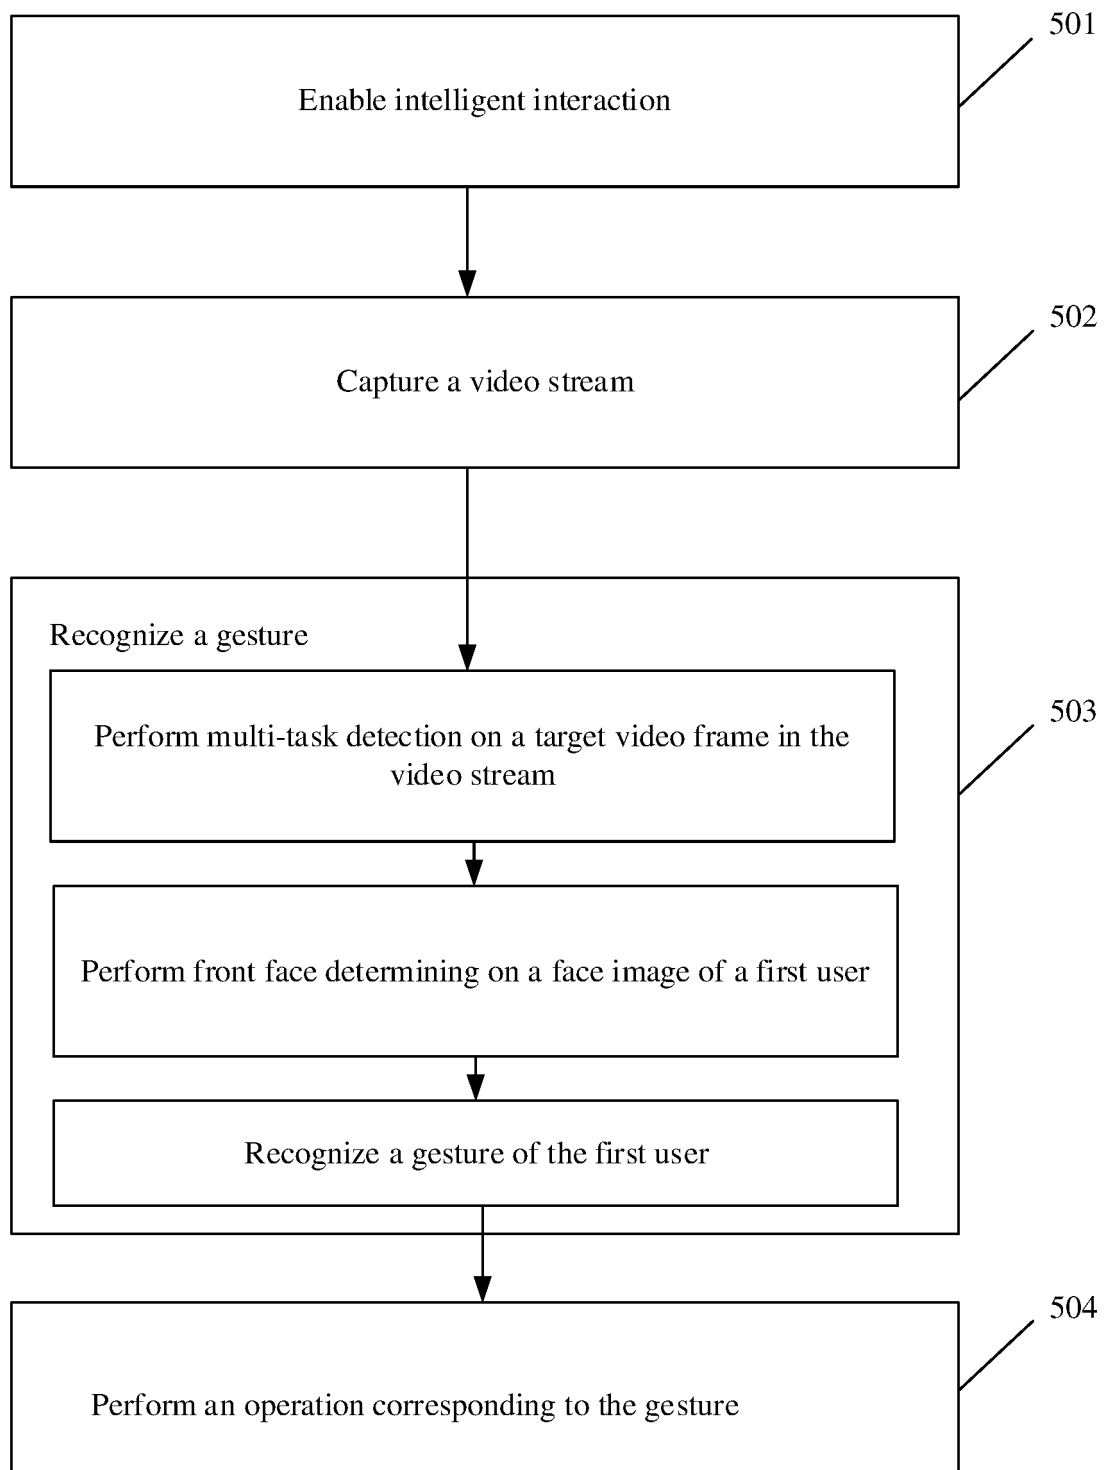 501
Enable intelligent interaction
502
Capture a video stream
Recognize a gesture
503
Perform multi-task detection on a target video frame in the
video stream
Perform front face determining on a face image of a first user
Recognize a gesture of the first user
504
Perform an operation corresponding to the gesture